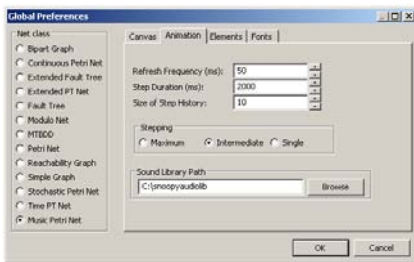 Global Preferences
Net class
Bipart Graph
Continuous Petri Net
Extended Fault Tree
Extended PT Net
Fault Tree
Modulo Net
MTBDD
Petri Net
Reachability Graph
Simple Graph
Stochastic Petri Net
Time PT Net
Music Petri Net
Canvas Animation Elements Fonts
Refresh Frequency (ms): 50
Step Duration (ms): 2000
Size of Step History: 10
Stepping
Maximum Intermediate Single
Sound Library Path
C:\snoopyaudiolib Browse
OK Cancel